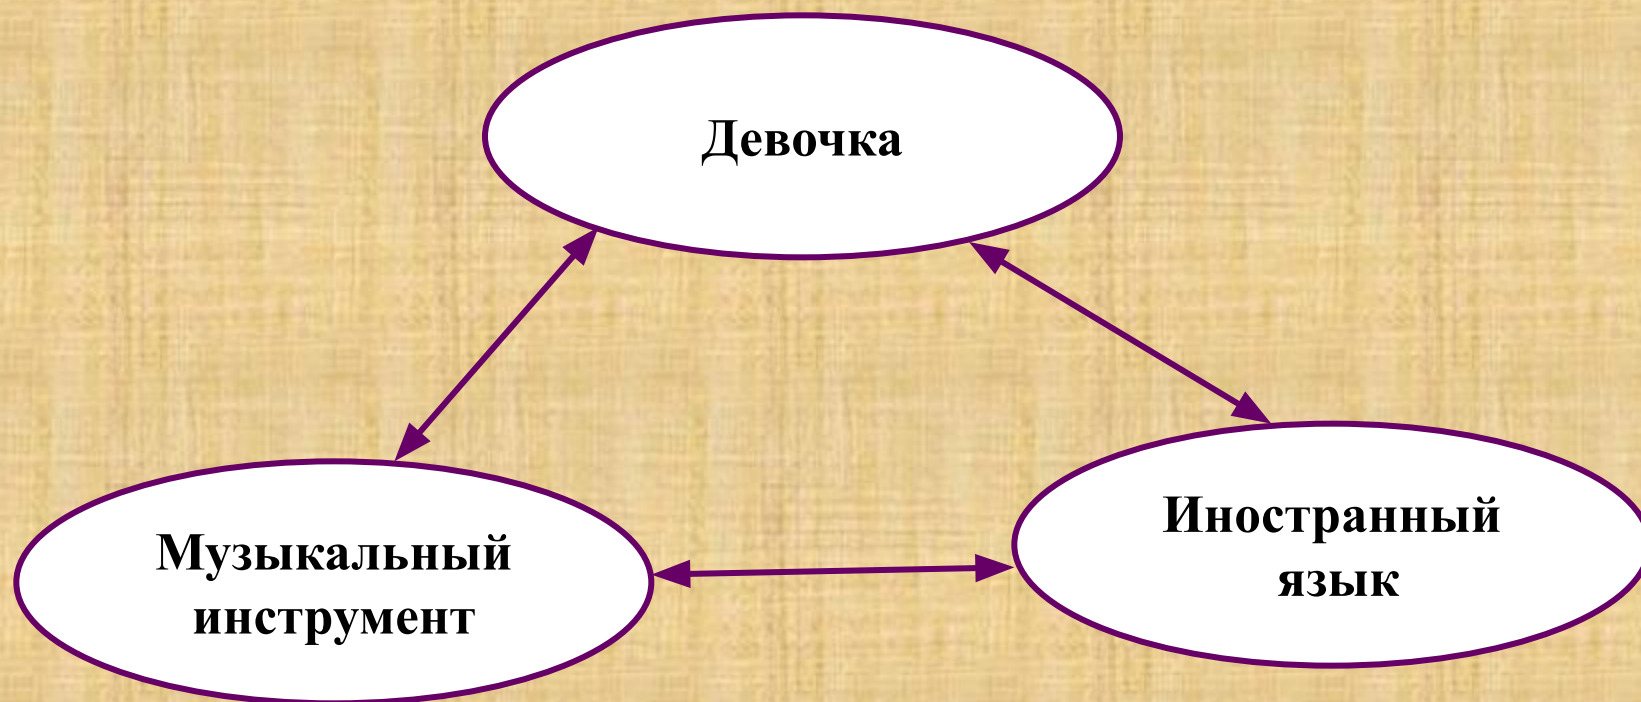 Девочка
Музыкальный
инструмент
Иностранный
язык